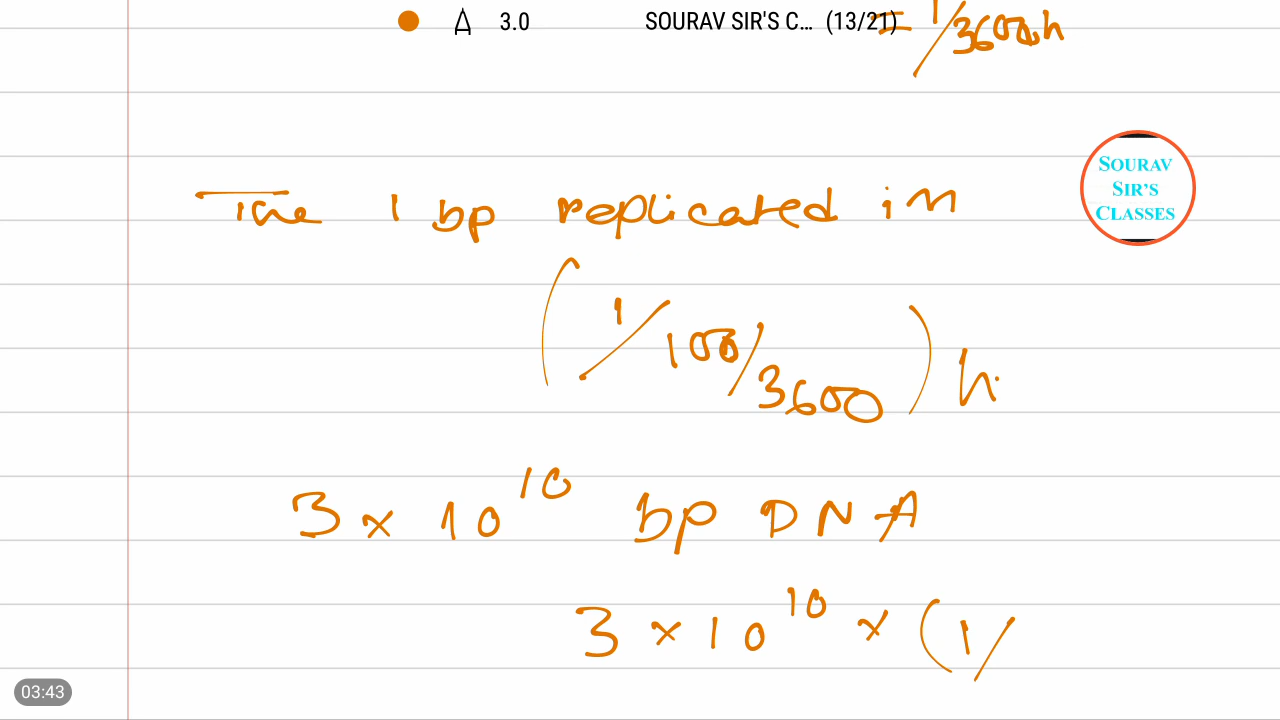 3.0 SOURAV SIR'S C... (13/21)
= 1/3600 h
The 1 bp replicated in
SOURAV
SIR'S
CLASSES
(1/100/3600) h
3 × 10^10 bp DNA
3 × 10^10 × (1/
03:43